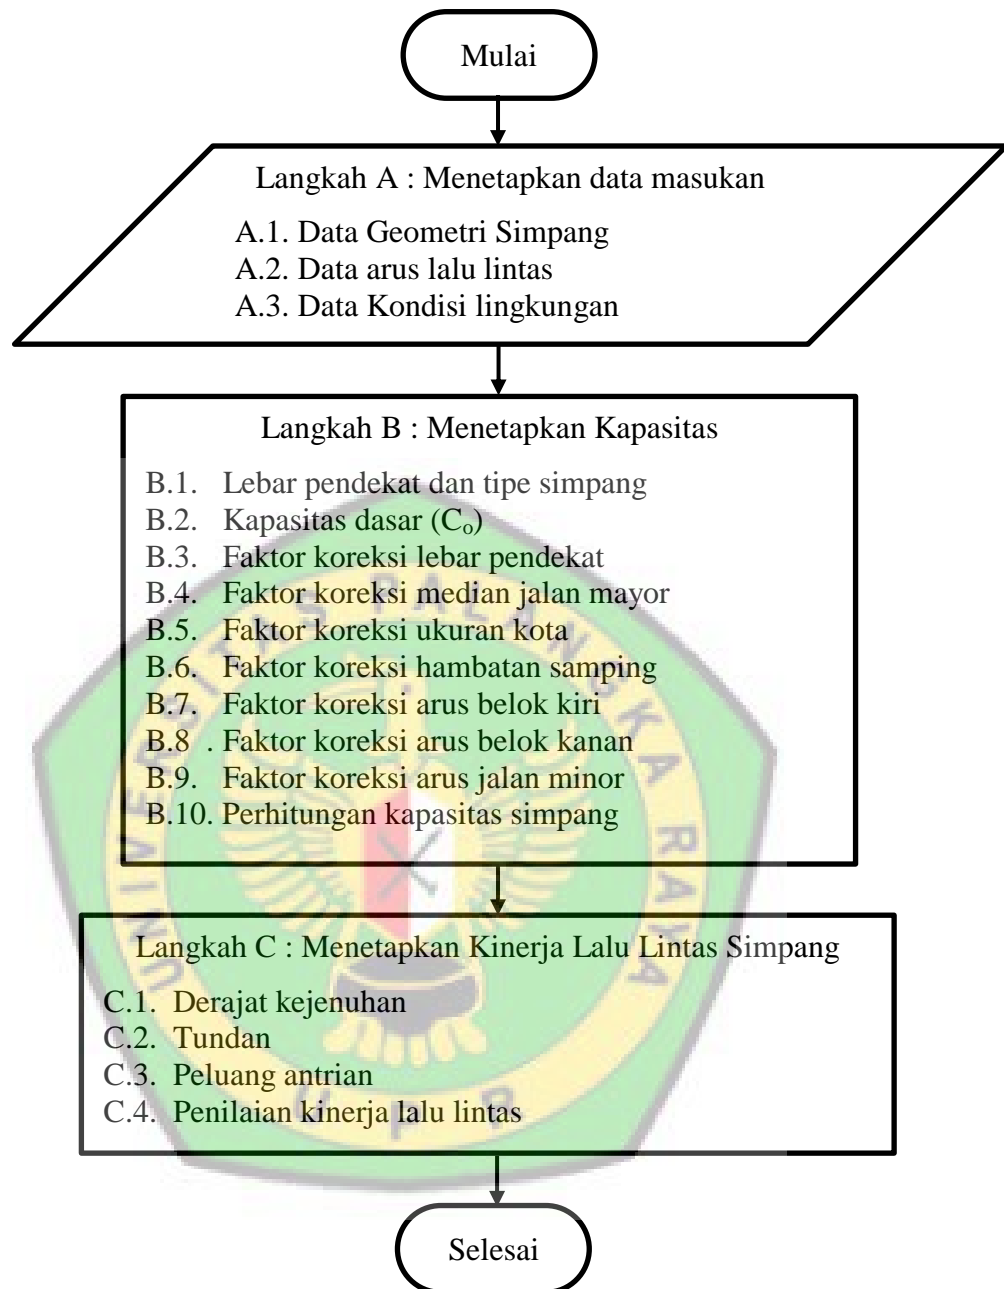 Mulai
Langkah A : Menetapkan data masukan
A.1. Data Geometri Simpang
A.2. Data arus lalu lintas
A.3. Data Kondisi lingkungan
Langkah B : Menetapkan Kapasitas
B.1. Lebar pendekat dan tipe simpang
B.2. Kapasitas dasar (Cₒ)
B.3. Faktor koreksi lebar pendekat
B.4. Faktor koreksi median jalan mayor
B.5. Faktor koreksi ukuran kota
B.6. Faktor koreksi hambatan samping
B.7. Faktor koreksi arus belok kiri
B.8 . Faktor koreksi arus belok kanan
B.9. Faktor koreksi arus jalan minor
B.10. Perhitungan kapasitas simpang
Langkah C : Menetapkan Kinerja Lalu Lintas Simpang
C.1. Derajat kejenuhan
C.2. Tundan
C.3. Peluang antrian
C.4. Penilaian kinerja lalu lintas
Selesai
UNIVERSITAS PALANGKA RAYA
UPR